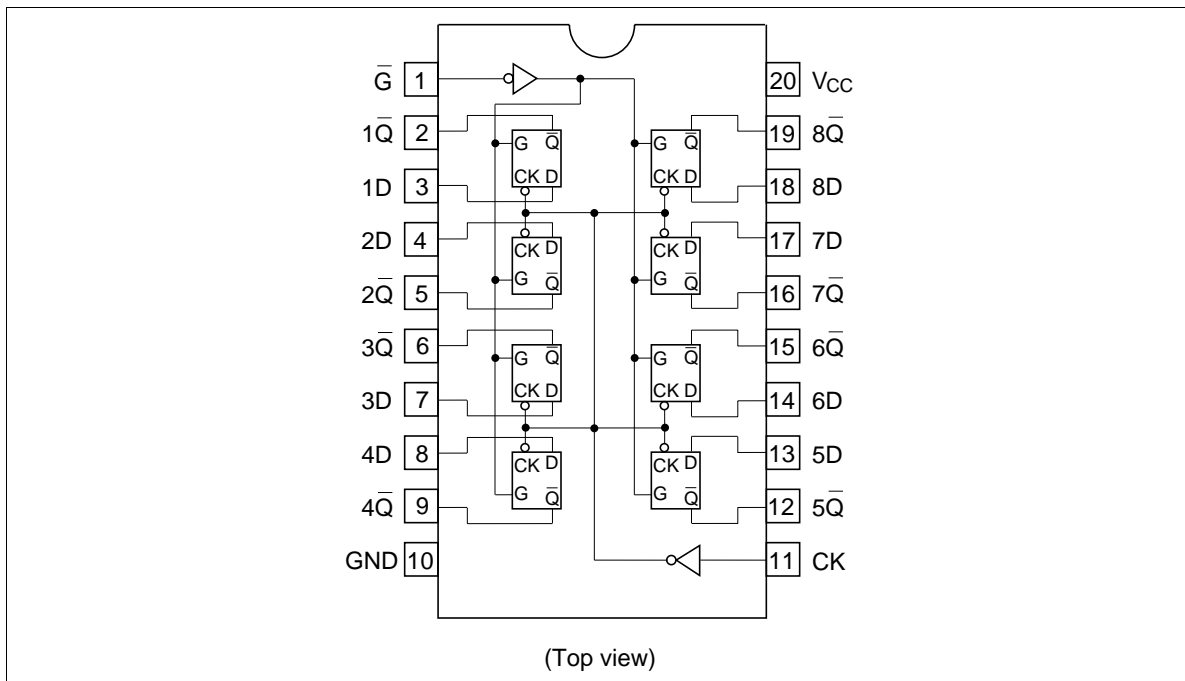 G̅ 1 20 VCC
1Q̅ 2 G Q̅ G Q̅ 19 8Q̅
CK D CK D
1D 3 18 8D
2D 4 CK D CK D 17 7D
G Q̅ G Q̅
2Q̅ 5 16 7Q̅
3Q̅ 6 G Q̅ G Q̅ 15 6Q̅
CK D CK D
3D 7 14 6D
4D 8 CK D CK D 13 5D
G Q̅ G Q̅
4Q̅ 9 12 5Q̅
GND 10 11 CK
(Top view)